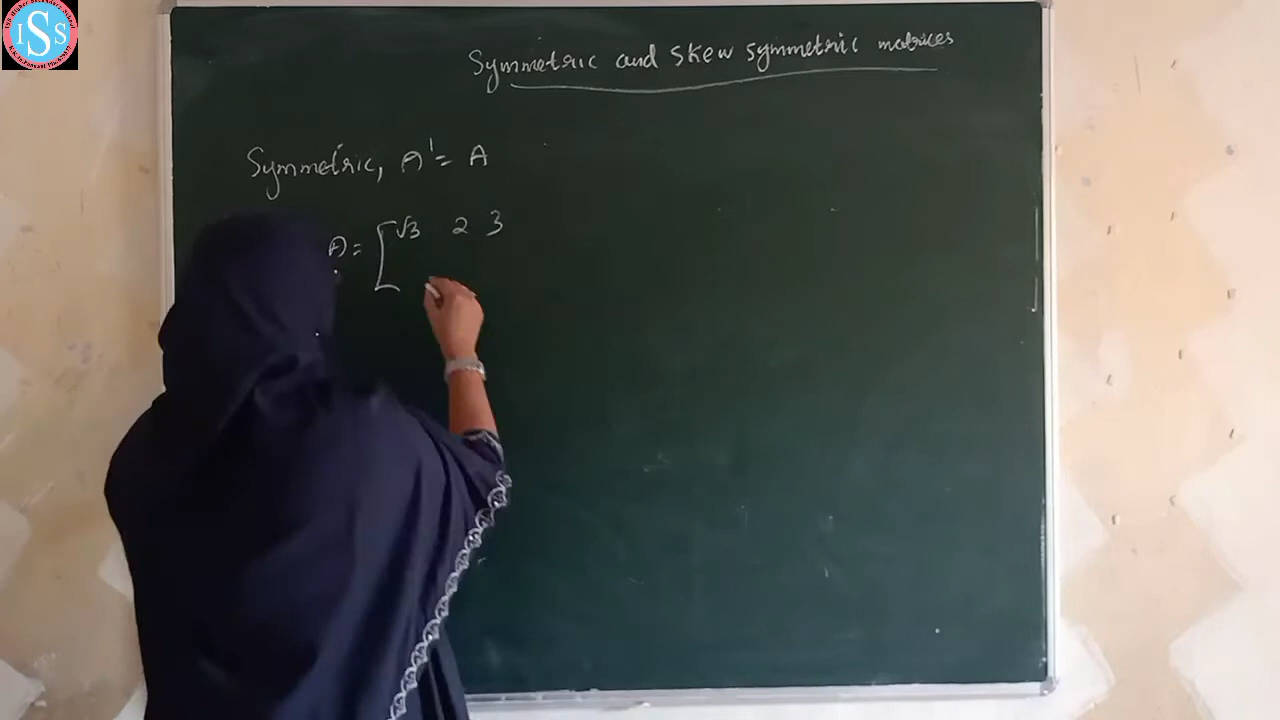 ISS
Symmetric and Skew symmetric matrices
Symmetric, A' = A
A = [ √3 2 3